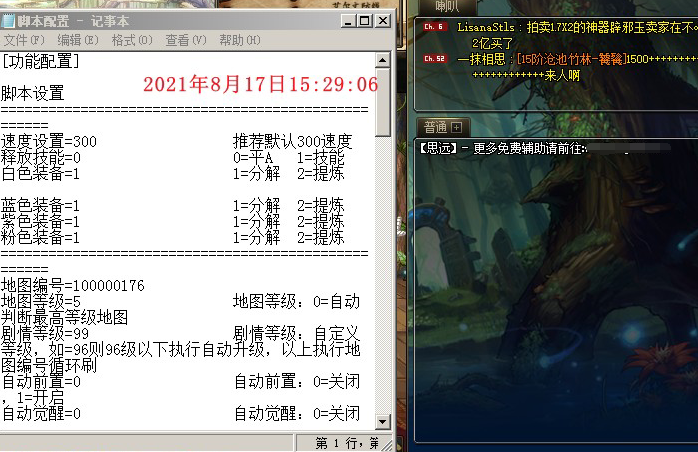 脚本配置 - 记事本
文件(F) 编辑(E) 格式(O) 查看(V) 帮助(H)
[功能配置]
2021年8月17日15:29:06
脚本设置
==============================================
======
速度设置=300 推荐默认300速度
释放技能=0 0=平A 1=技能
白色装备=1 1=分解 2=提炼
蓝色装备=1 1=分解 2=提炼
紫色装备=1 1=分解 2=提炼
粉色装备=1 1=分解 2=提炼
==============================================
======
地图编号=100000176
地图等级=5 地图等级：0=自动
判断最高等级地图
剧情等级=99 剧情等级：自定义
等级，如=96则96级以下执行自动升级，以上执行地
图编号循环刷
自动前置=0 自动前置：0=关闭
，1=开启
自动觉醒=0 自动觉醒：0=关闭
第 1 行，
喇叭
Ch. 6 LisanaStls：拍卖17X2的神器辟邪玉卖家在不
2亿买了
Ch. 52 一抹相思：[15阶沧池竹林-饕餮]1500+++++++++
++++++++++++来人啊
普通
【思远】- 更多免费辅助请前往: